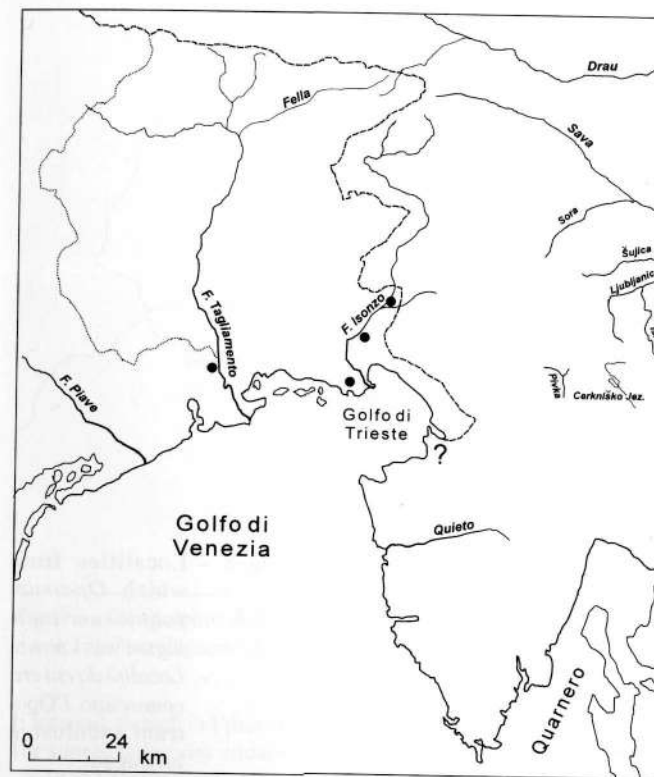 Drau
Fella
Sava
Sora
Šujica
Ljubljanic
F. Isonzo
F. Tagliamento
F. Piave
Pivka
Cerkniško Jez.
Golfo di
Trieste
?
Golfo di
Venezia
Quieto
Quarnero
0 24
km